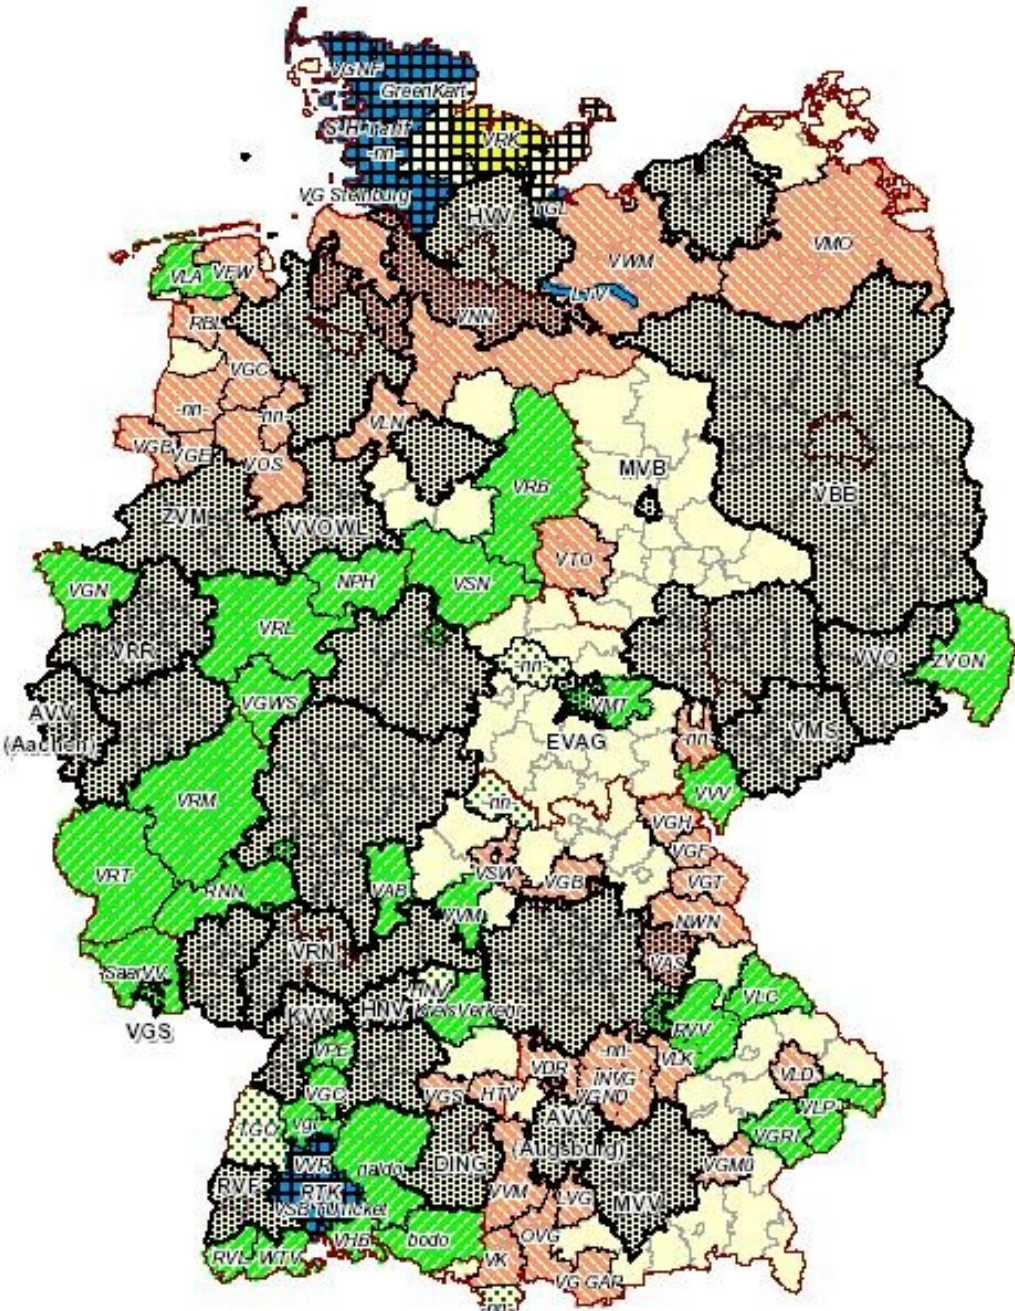 VGNF
GreenKart
S-H-Tarif
-nn-
VRK
VG Steinburg
TGL
HVV
VMO
VWM
VLA
VEW
LTV
RBL
VNN
VGC
-nn-
-nn-
VLN
VGB
VGE
VOS
MVB
VRB
VBB
ZVM
VVOWL
VTO
VGN
NPH
VSN
VRL
VRR
VVO
ZVON
-nn-
VGWS
VMT
AVV
(Aachen)
EVAG
-nn-
VMS
VRM
-nn-
VVV
VGH
VGF
VRT
VSW
VGB
VGT
RNN
VAB
VVM
NWN
VRN
VAS
SaarVV
HNV
VLC
VGS
KVV
HNV
KreisVerkehr
RVV
VPE
-nn-
VDR
INVG
VLK
VLD
VGC
VGS
HTV
VGND
VLP
TGO
vgf
AVV
(Augsburg)
VGRI
VVR
naldo
DING
VGMÜ
RVF
RTK
VSB TUTicket
VVM
LVG
MVV
VHB
bodo
OVG
RVL
WTV
VK
VG GAP
-nn-